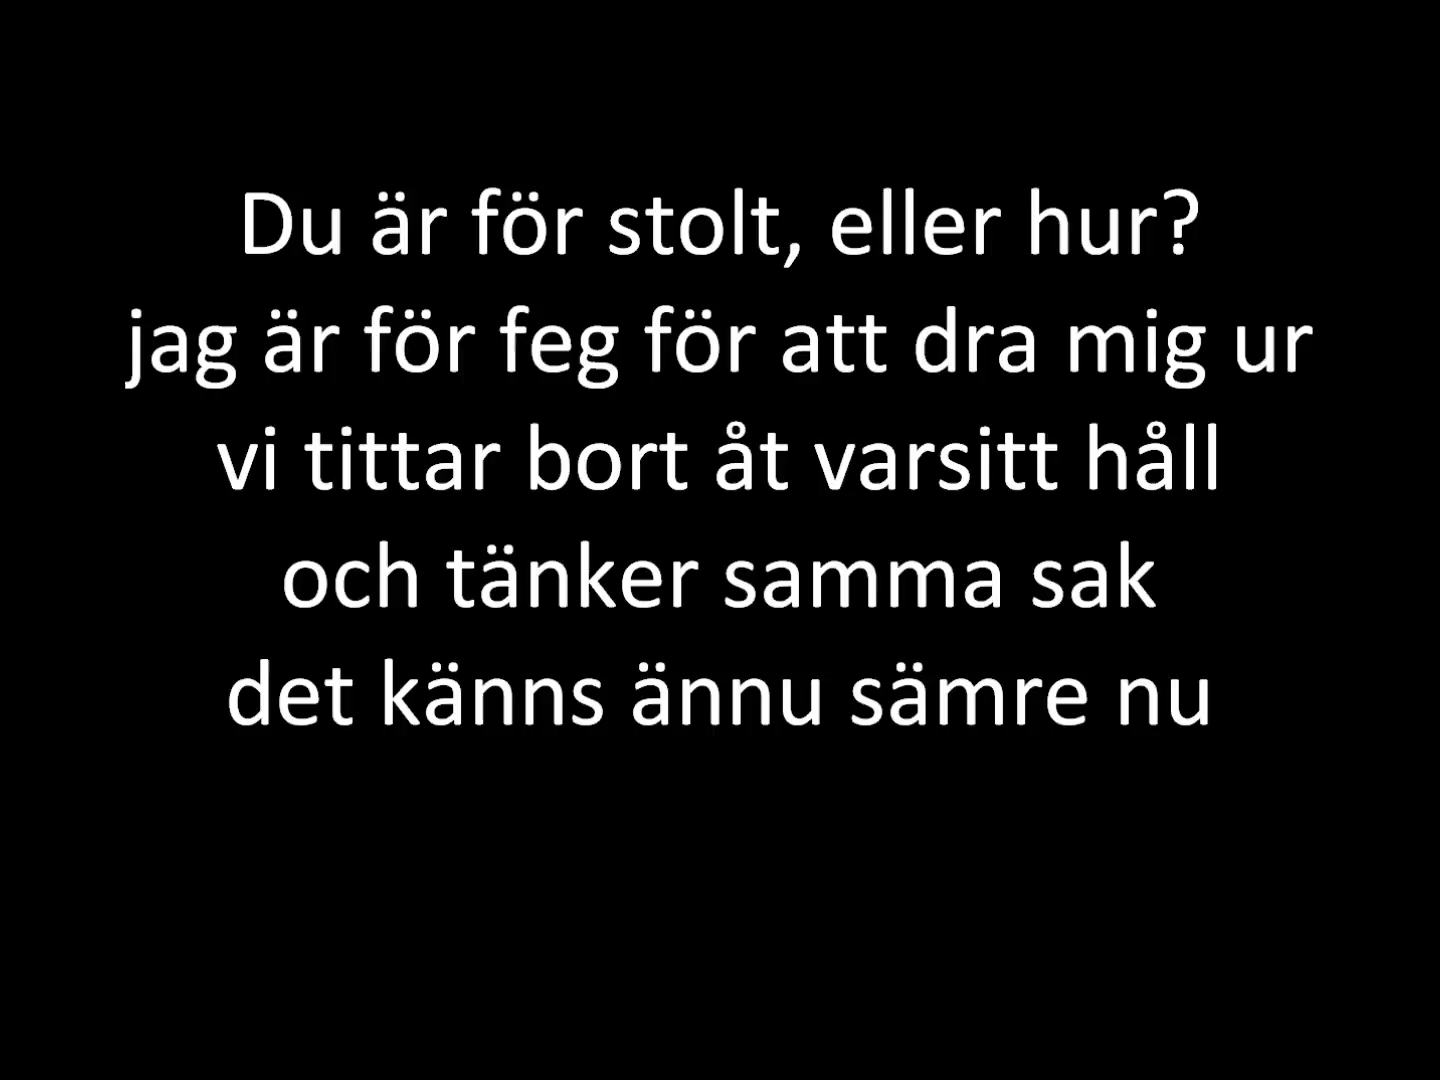 Du är för stolt, eller hur?
jag är för feg för att dra mig ur
vi tittar bort åt varsitt håll
och tänker samma sak
det känns ännu sämre nu